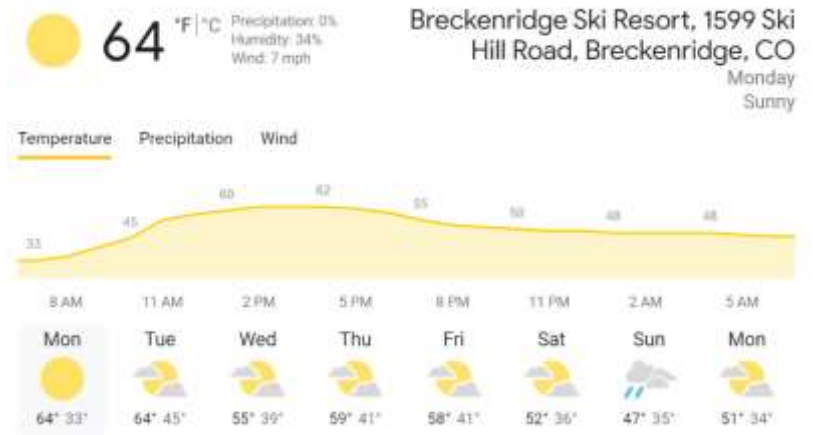 64 °F|°C
Precipitation: 0%
Humidity: 34%
Wind: 7 mph
Breckenridge Ski Resort, 1599 Ski
Hill Road, Breckenridge, CO
Monday
Sunny
Temperature Precipitation Wind
33 45 60 62 55 50 48 48
8 AM 11 AM 2 PM 5 PM 8 PM 11 PM 2 AM 5 AM
Mon Tue Wed Thu Fri Sat Sun Mon
64° 33° 64° 45° 55° 39° 59° 41° 58° 41° 52° 36° 47° 35° 51° 34°